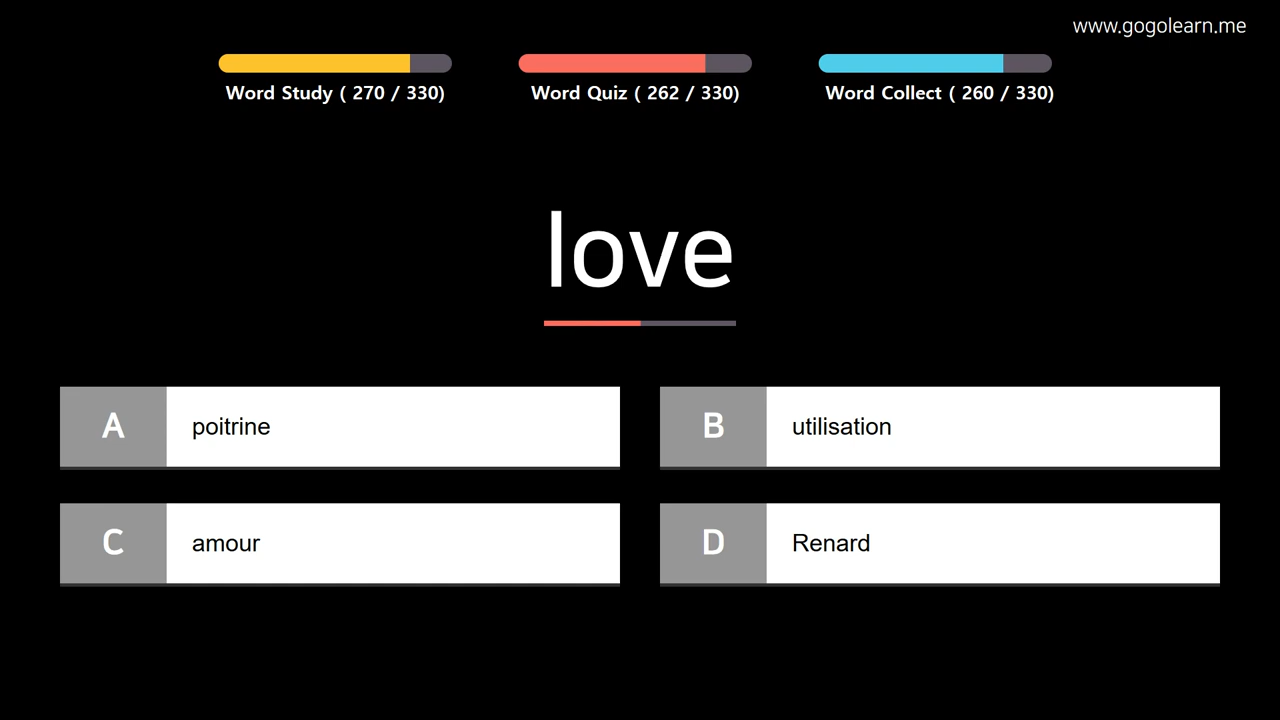 www.gogolearn.me
Word Study ( 270 / 330)
Word Quiz ( 262 / 330)
Word Collect ( 260 / 330)
love
A poitrine
B utilisation
C amour
D Renard